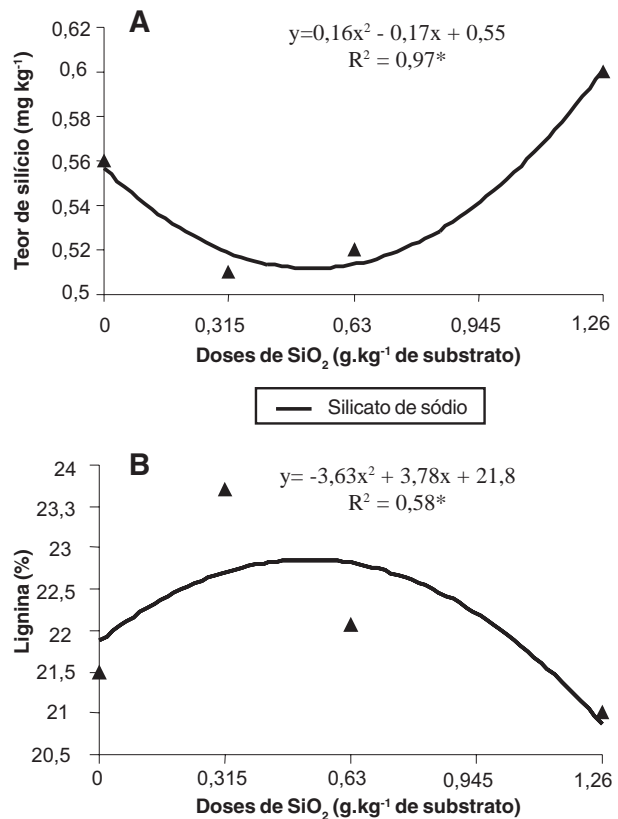 A
y=0,16x² - 0,17x + 0,55
R² = 0,97*
Teor de silício (mg kg⁻¹)
0,62
0,6
0,58
0,56
0,54
0,52
0,5
0 0,315 0,63 0,945 1,26
Doses de SiO₂ (g.kg⁻¹ de substrato)
Silicato de sódio
B
y= -3,63x² + 3,78x + 21,8
R² = 0,58*
Lignina (%)
24
23,3
23
22,5
22
21,5
21
20,5
0 0,315 0,63 0,945 1,26
Doses de SiO₂ (g.kg⁻¹ de substrato)